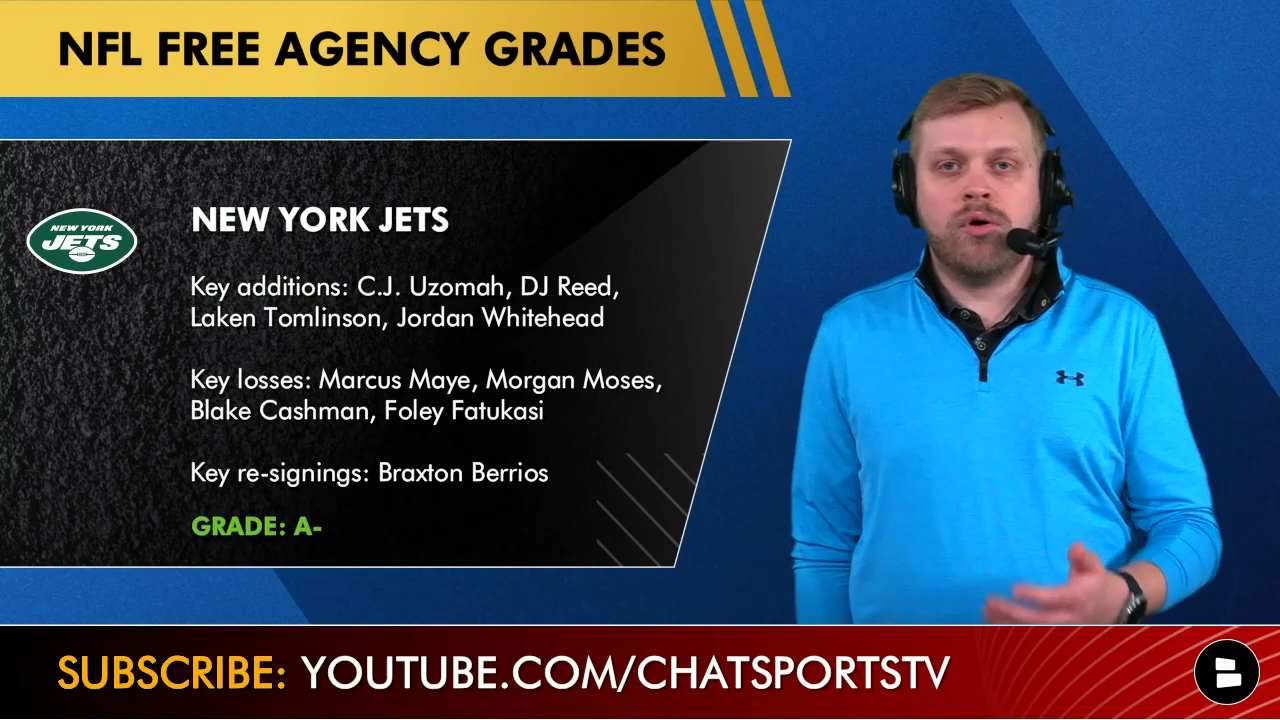 NFL FREE AGENCY GRADES
NEW YORK
JETS
NEW YORK JETS
Key additions: C.J. Uzomah, DJ Reed,
Laken Tomlinson, Jordan Whitehead
Key losses: Marcus Maye, Morgan Moses,
Blake Cashman, Foley Fatukasi
Key re-signings: Braxton Berrios
GRADE: A-
SUBSCRIBE: YOUTUBE.COM/CHATSPORTSTV